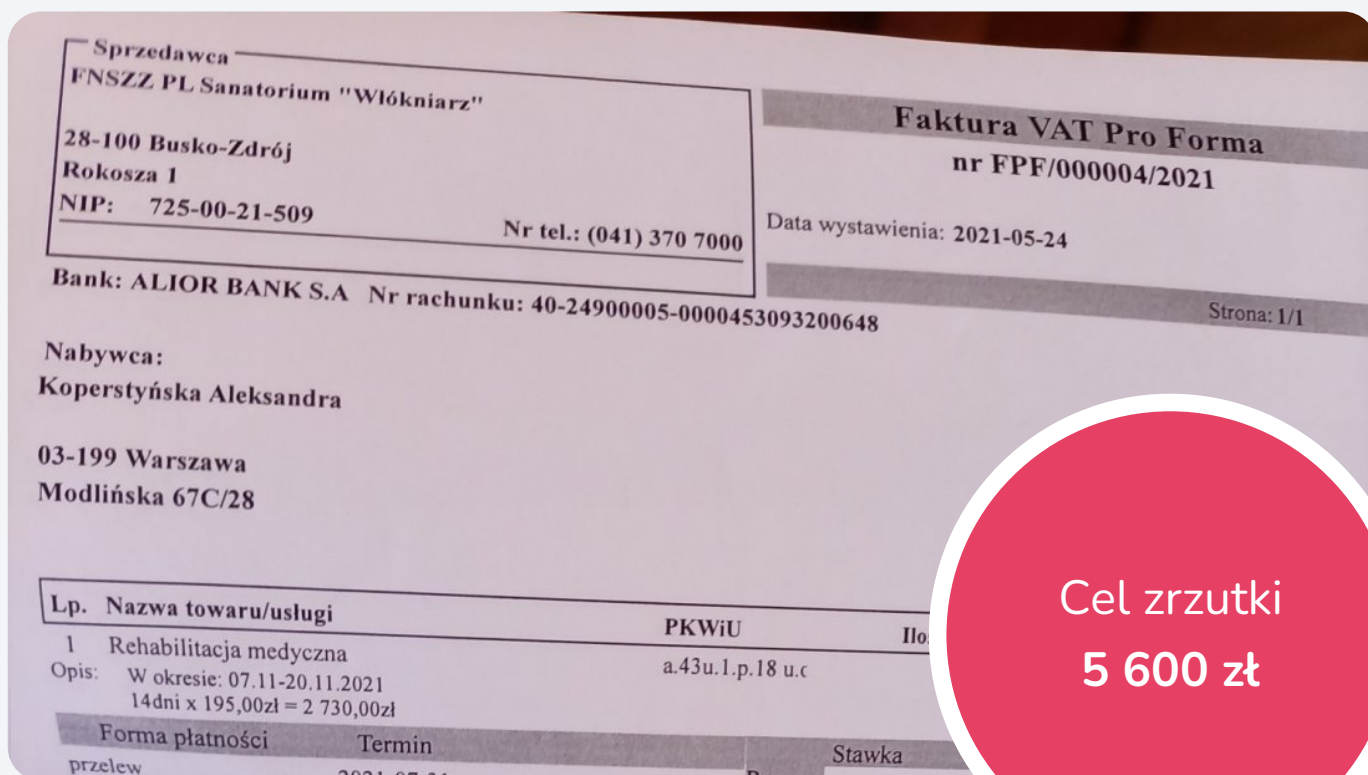 Sprzedawca
FNSZZ PL Sanatorium "Włókniarz"
28-100 Busko-Zdrój
Rokosza 1
NIP: 725-00-21-509
Nr tel.: (041) 370 7000
Faktura VAT Pro Forma
nr FPF/000004/2021
Data wystawienia: 2021-05-24
Strona: 1/1
Bank: ALIOR BANK S.A Nr rachunku: 40-24900005-0000453093200648
Nabywca:
Koperstyńska Aleksandra
03-199 Warszawa
Modlińska 67C/28
Lp. Nazwa towaru/usługi PKWiU
1 Rehabilitacja medyczna a.43u.1.p.18
Opis: W okresie: 07.11-20.11.2021
14dni x 195,00zł = 2 730,00zł
Forma płatności Termin Stawka
przelew
Cel zrzutki
5 600 zł